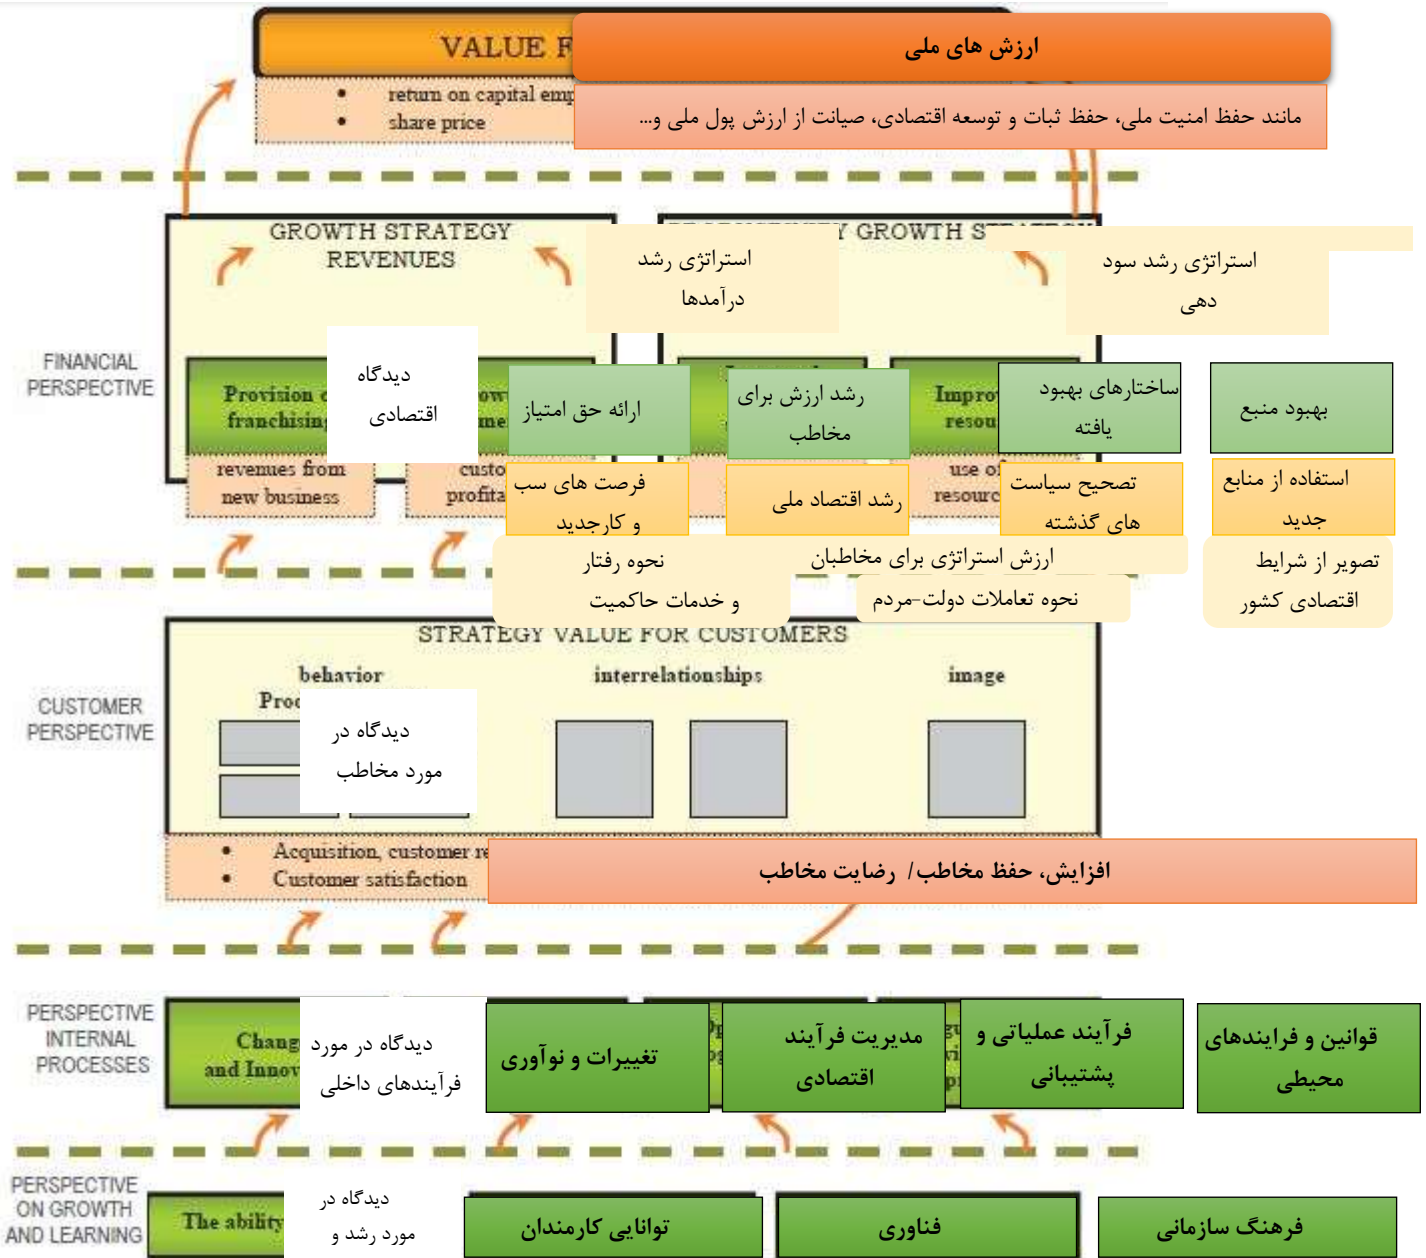 VALUE F
ارزش های ملی
return on capital emp
share price
مانند حفظ امنیت ملی، حفظ ثبات و توسعه اقتصادی، صیانت از ارزش پول ملی و...
GROWTH STRATEGY
REVENUES
Y GROWTH S
استراتژی رشد
درآمدها
استراتژی رشد سود
دهی
FINANCIAL
PERSPECTIVE
دیدگاه
اقتصادی
Provision
franchising
ارائه حق امتیاز
رشد ارزش برای
مخاطب
Impro
resou
ساختارهای بهبود
یافته
بهبود منبع
revenues from
new business
custo
profita
فرصت های سب
و کارجدید
رشد اقتصاد ملی
use of
resourc
تصحیح سیاست
های گذشته
استفاده از منابع
جدید
ارزش استراتژی برای مخاطبان
نحوه رفتار
و خدمات حاکمیت
نحوه تعاملات دولت-مردم
تصویر از شرایط
اقتصادی کشور
STRATEGY VALUE FOR CUSTOMERS
behavior
Pro
interrelationships
image
CUSTOMER
PERSPECTIVE
دیدگاه در
مورد مخاطب
Acquisition, customer re
Customer satisfaction
افزایش، حفظ مخاطب/ رضایت مخاطب
PERSPECTIVE
INTERNAL
PROCESSES
Chang
and Innov
دیدگاه در مورد
فرآیندهای داخلی
تغییرات و نوآوری
مدیریت فرآیند
اقتصادی
فرآیند عملیاتی و
پشتیبانی
قوانین و فرایندهای
محیطی
PERSPECTIVE
ON GROWTH
AND LEARNING
The ability
دیدگاه در
مورد رشد و
توانایی کارمندان
فناوری
فرهنگ سازمانی